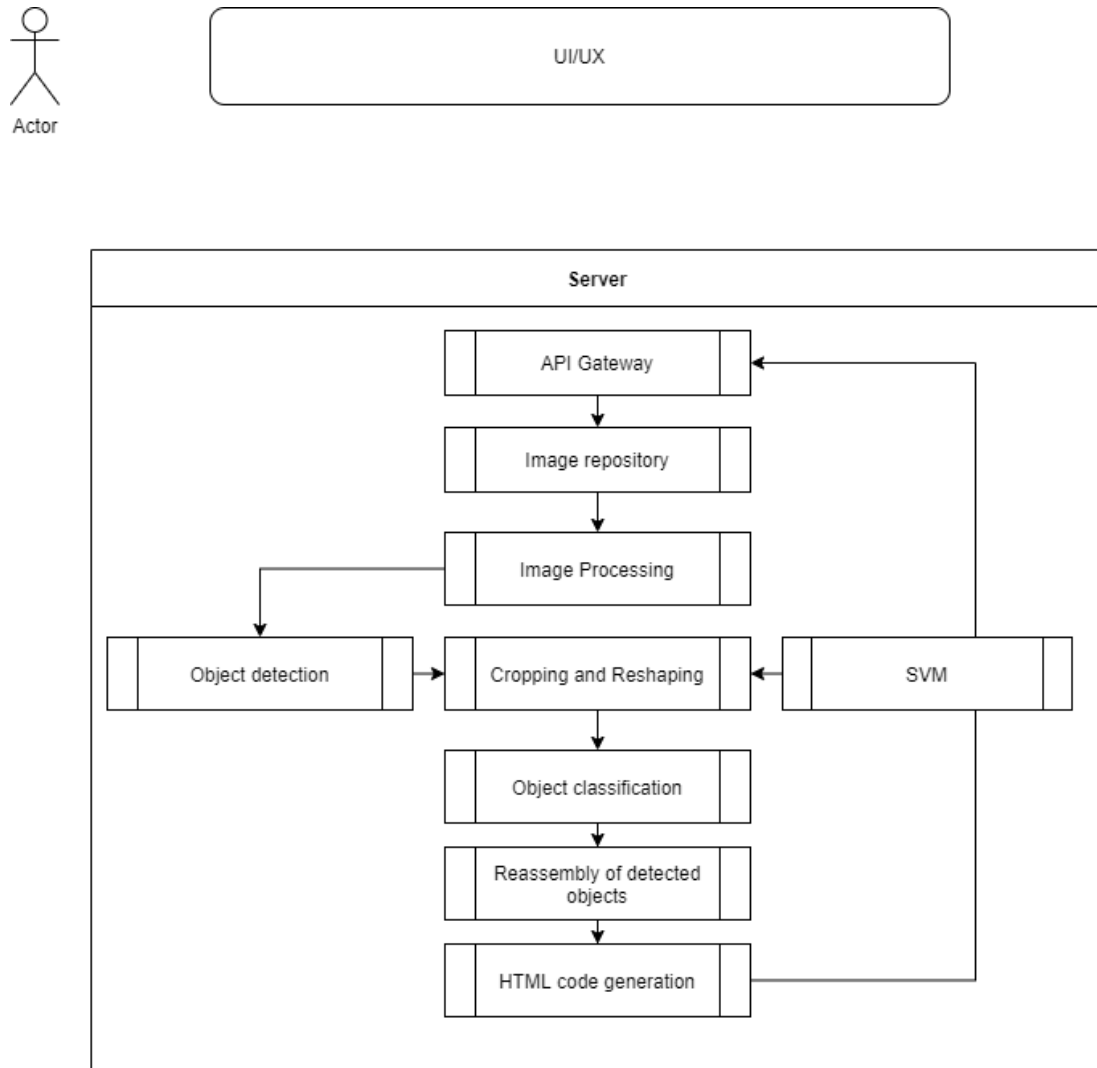 Actor
UI/UX
Server
API Gateway
Image repository
Image Processing
Object detection
Cropping and Reshaping
SVM
Object classification
Reassembly of detected
objects
HTML code generation